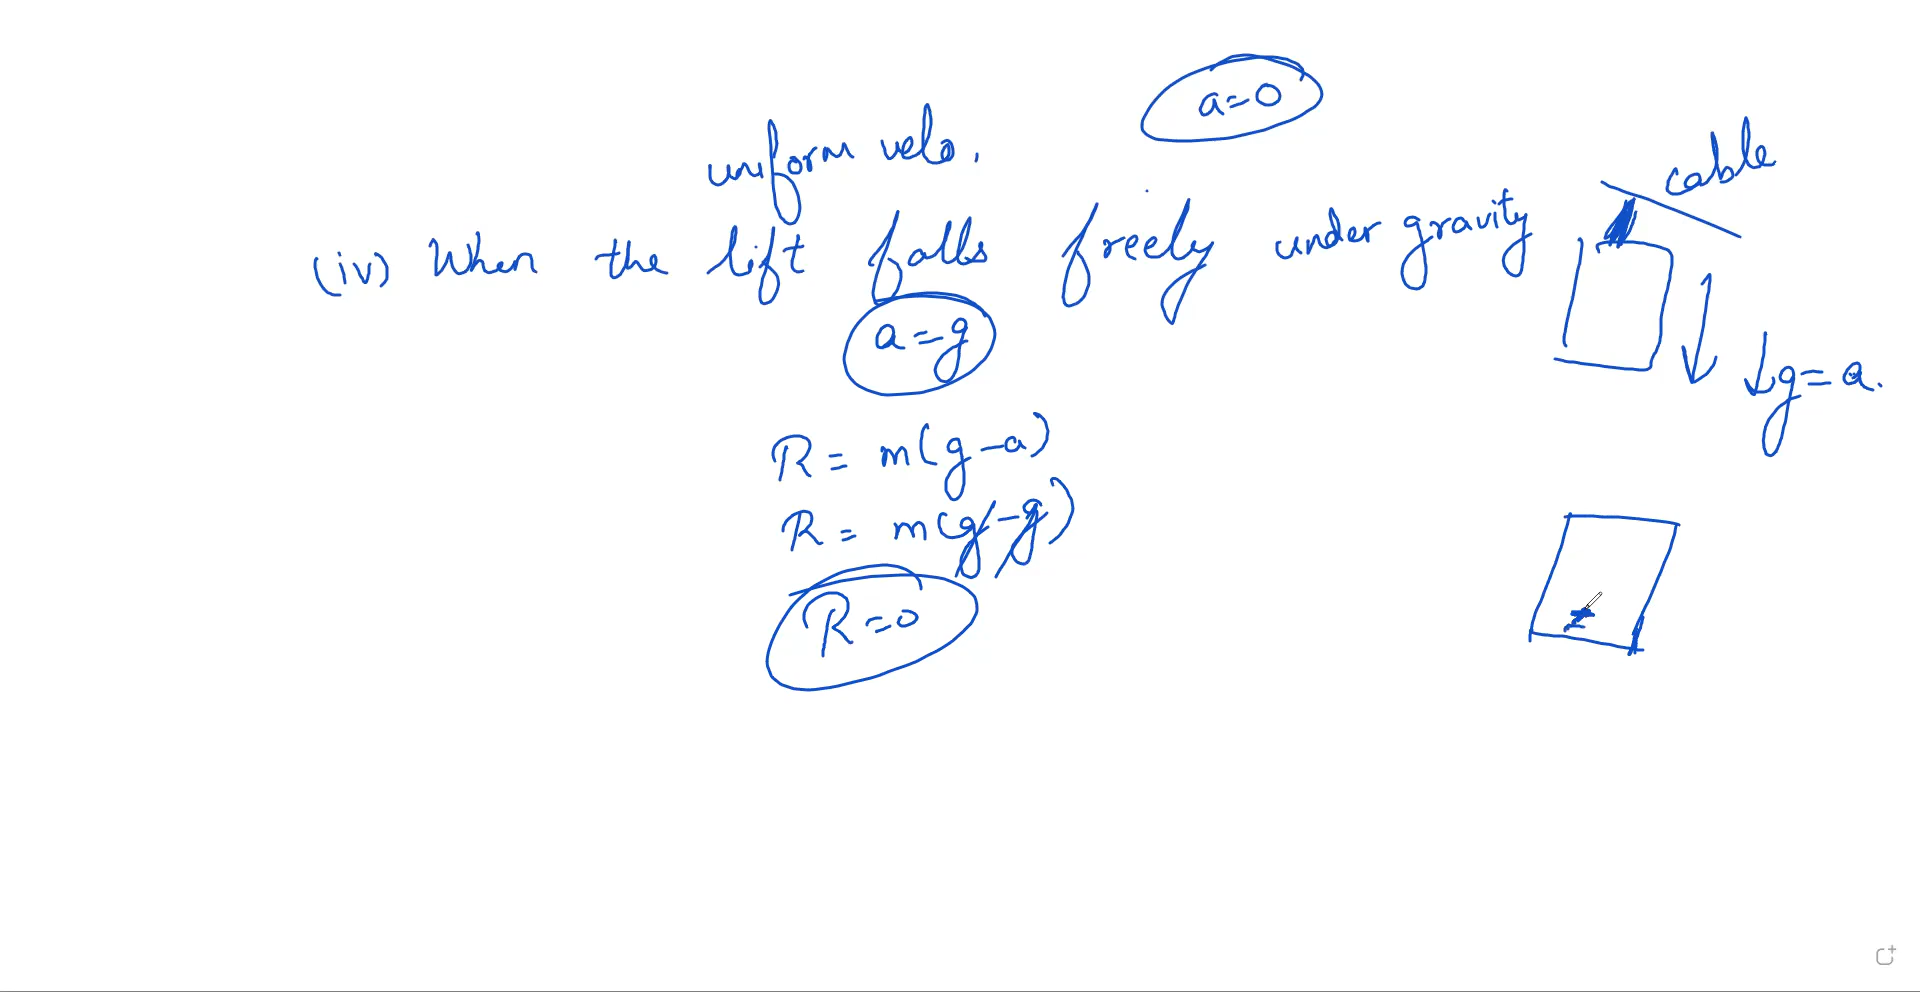 a=0
uniform velo.
cable
(iv) When the lift falls freely under gravity
a=g
↓g=a.
R= m(g-a)
R= m(g-g)
R=0